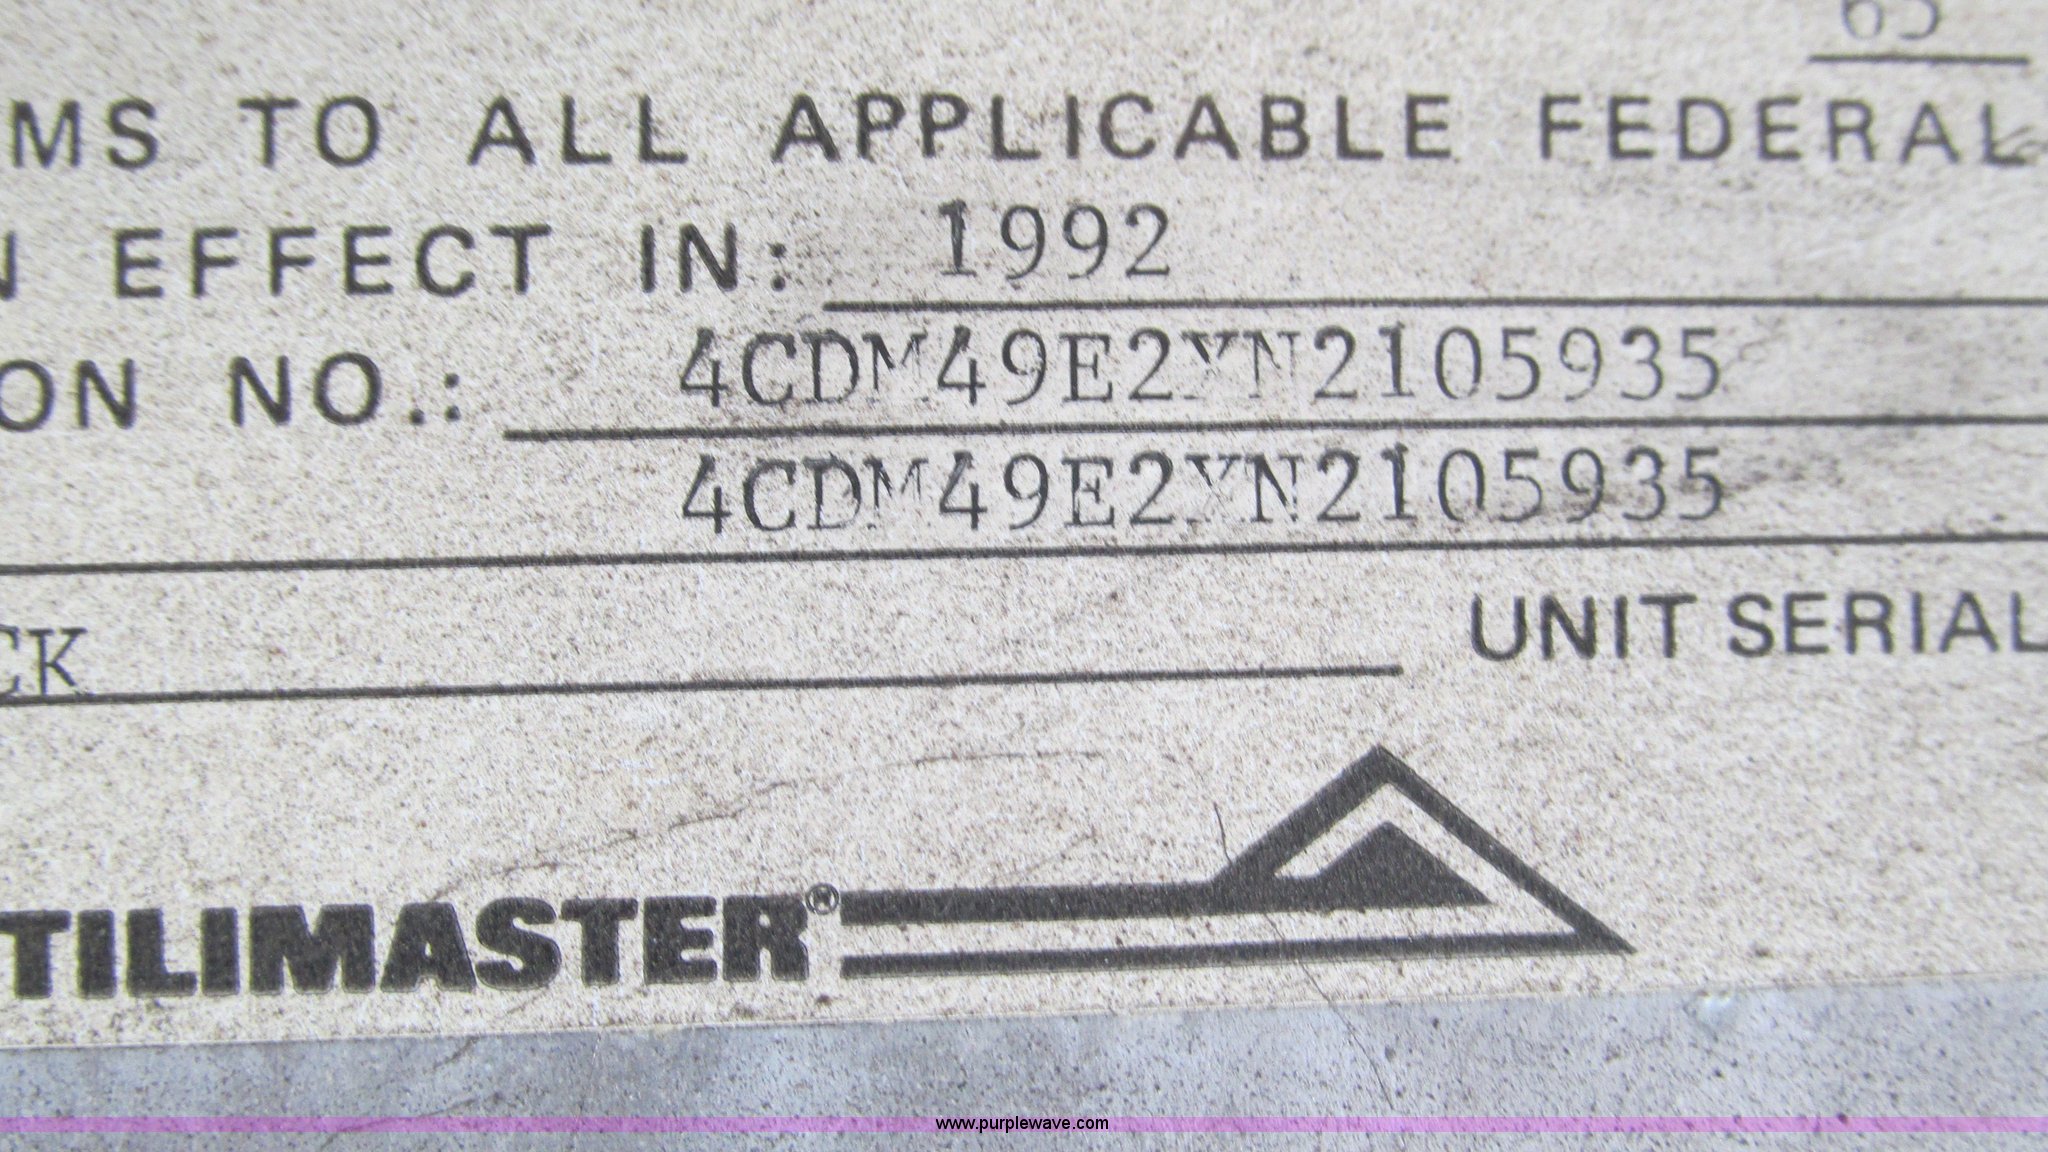 65
MS TO ALL APPLICABLE FEDERAL
N EFFECT IN: 1992
ON NO.: 4CDM49E2XN2105935
4CDM49E2XN2105935
CK UNIT SERIAL
TILIMASTER®
www.purplewave.com